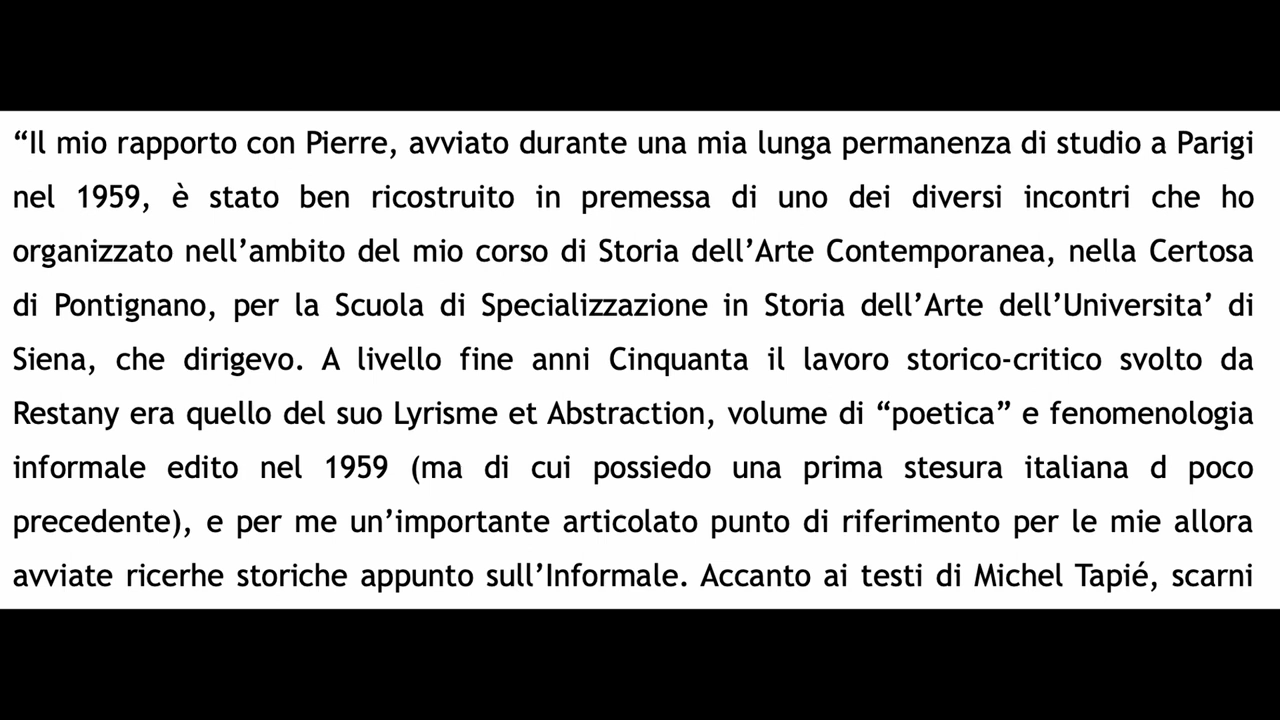 “Il mio rapporto con Pierre, avviato durante una mia lunga permanenza di studio a Parigi
nel 1959, è stato ben ricostruito in premessa di uno dei diversi incontri che ho
organizzato nell’ambito del mio corso di Storia dell’Arte Contemporanea, nella Certosa
di Pontignano, per la Scuola di Specializzazione in Storia dell’Arte dell’Universita’ di
Siena, che dirigevo. A livello fine anni Cinquanta il lavoro storico-critico svolto da
Restany era quello del suo Lyrisme et Abstraction, volume di “poetica” e fenomenologia
informale edito nel 1959 (ma di cui possiedo una prima stesura italiana d poco
precedente), e per me un’importante articolato punto di riferimento per le mie allora
avviate ricerhe storiche appunto sull’Informale. Accanto ai testi di Michel Tapié, scarni